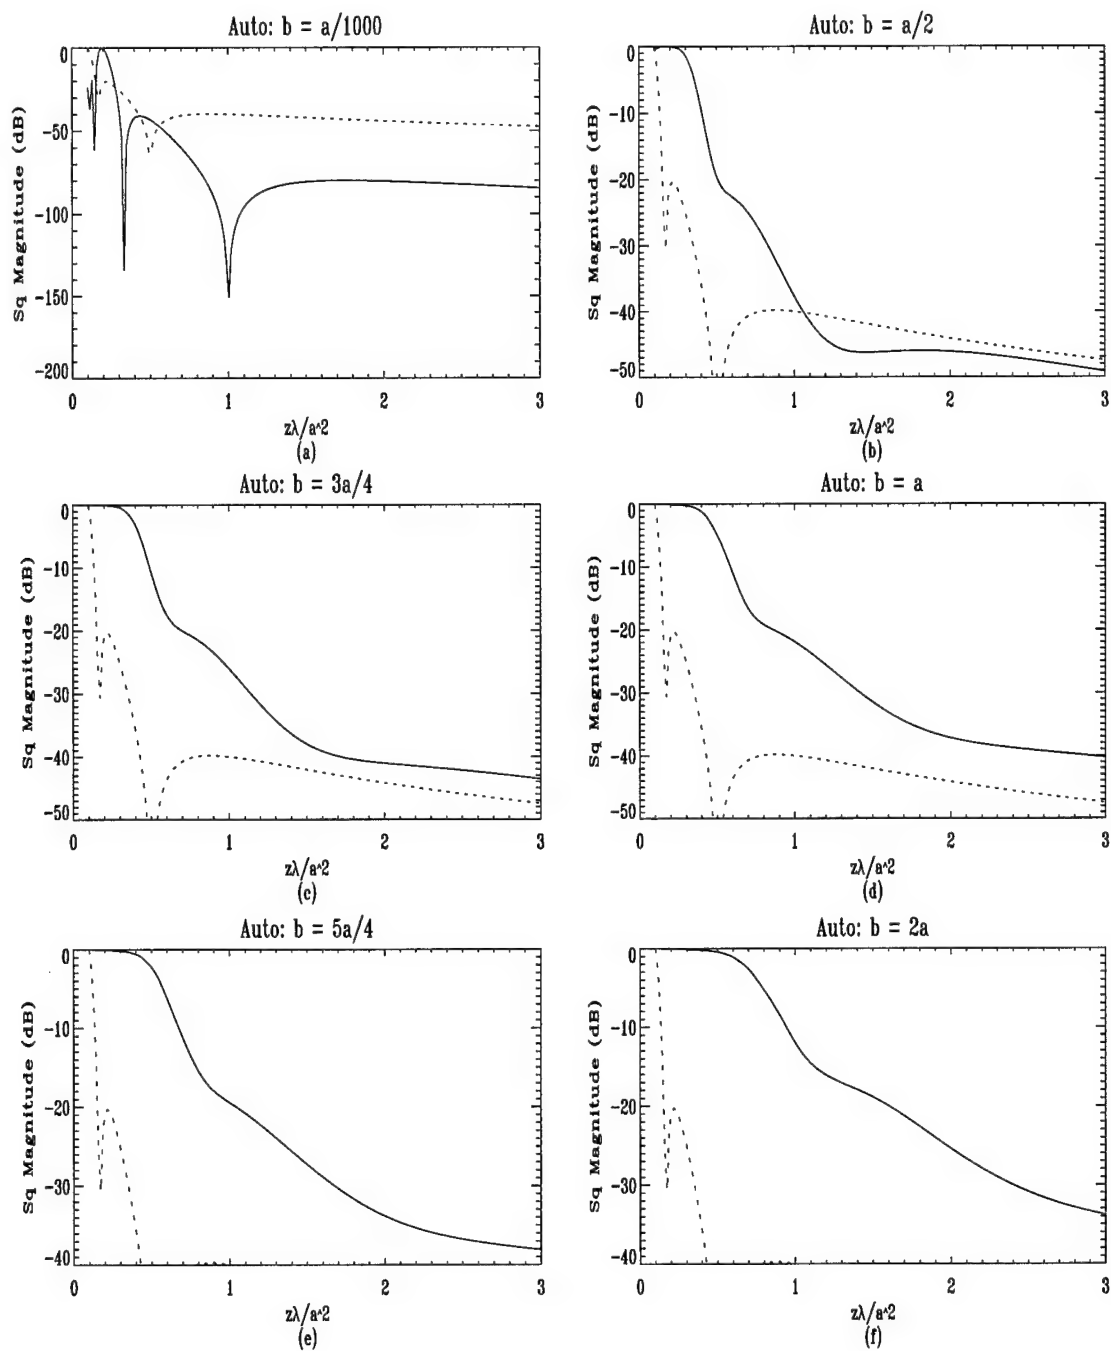 Auto: b = a/1000
Sq Magnitude (dB)
0
-50
-100
-150
-200
0 1 2 3
zλ/a^2
(a)
Auto: b = a/2
Sq Magnitude (dB)
0
-10
-20
-30
-40
-50
0 1 2 3
zλ/a^2
(b)
Auto: b = 3a/4
Sq Magnitude (dB)
0
-10
-20
-30
-40
-50
0 1 2 3
zλ/a^2
(c)
Auto: b = a
Sq Magnitude (dB)
0
-10
-20
-30
-40
-50
0 1 2 3
zλ/a^2
(d)
Auto: b = 5a/4
Sq Magnitude (dB)
0
-10
-20
-30
-40
0 1 2 3
zλ/a^2
(e)
Auto: b = 2a
Sq Magnitude (dB)
0
-10
-20
-30
-40
0 1 2 3
zλ/a^2
(f)